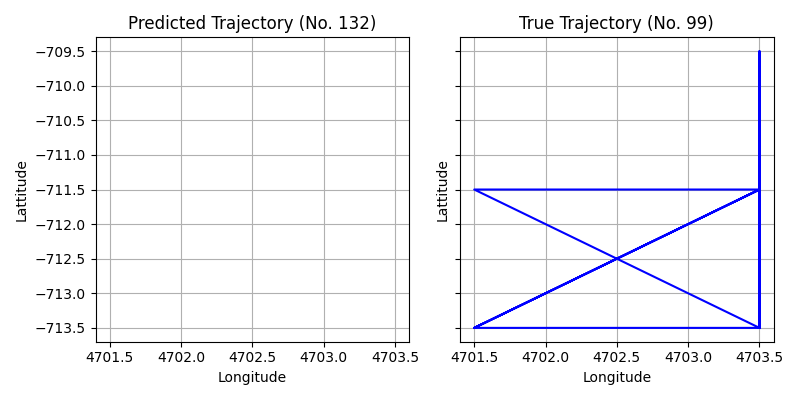 Predicted Trajectory (No. 132)
True Trajectory (No. 99)
−709.5
−710.0
−710.5
−711.0
−711.5
−712.0
−712.5
−713.0
−713.5
Lattitude
Lattitude
4701.5 4702.0 4702.5 4703.0 4703.5
4701.5 4702.0 4702.5 4703.0 4703.5
Longitude
Longitude